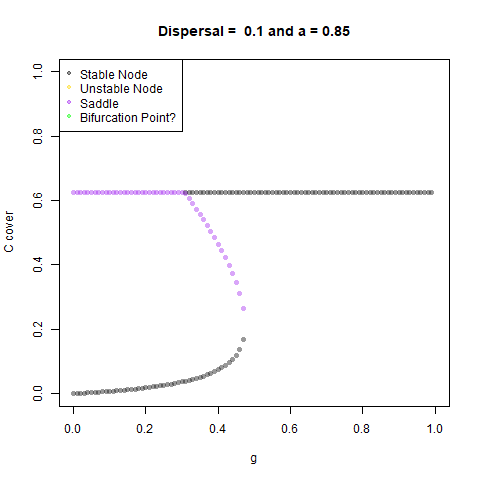 Dispersal =  0.1 and a = 0.85
Stable Node
Unstable Node
Saddle
Bifurcation Point?
C cover
1.0
0.8
0.6
0.4
0.2
0.0
0.0 0.2 0.4 0.6 0.8 1.0
g